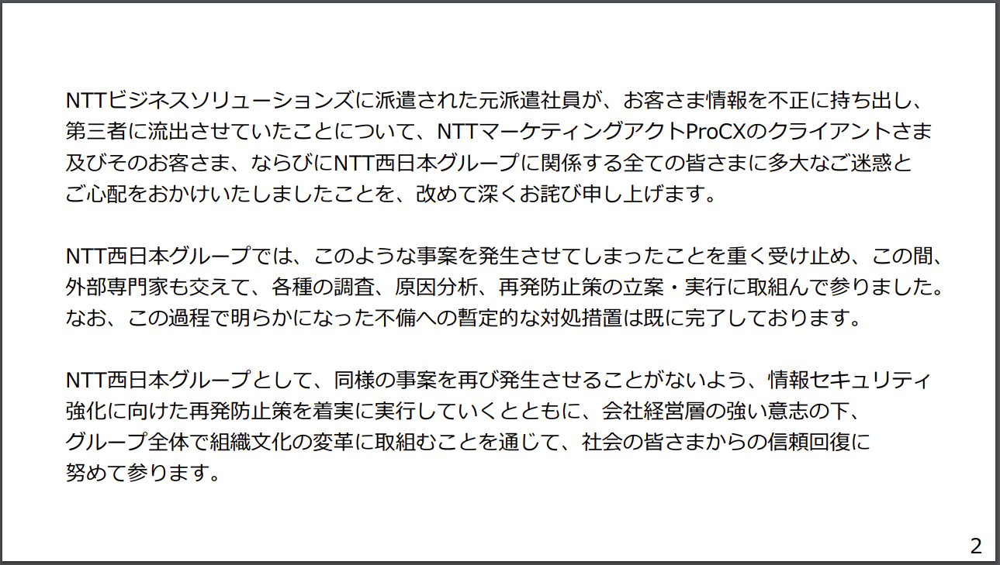 NTTビジネスソリューションズに派遣された元派遣社員が、お客さま情報を不正に持ち出し、
第三者に流出させていたことについて、NTTマーケティングアクトProCXのクライアントさま
及びそのお客さま、ならびにNTT西日本グループに関係する全ての皆さまに多大なご迷惑と
ご心配をおかけいたしましたことを、改めて深くお詫び申し上げます。
NTT西日本グループでは、このような事案を発生させてしまったことを重く受け止め、この間、
外部専門家も交えて、各種の調査、原因分析、再発防止策の立案・実行に取組んで参りました。
なお、この過程で明らかになった不備への暫定的な対処措置は既に完了しております。
NTT西日本グループとして、同様の事案を再び発生させることがないよう、情報セキュリティ
強化に向けた再発防止策を着実に実行していくとともに、会社経営層の強い意志の下、
グループ全体で組織文化の変革に取組むことを通じて、社会の皆さまからの信頼回復に
努めて参ります。
2